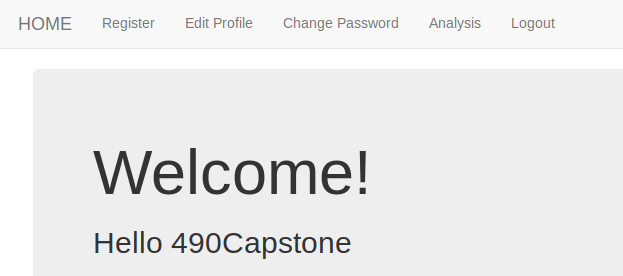 HOME Register Edit Profile Change Password Analysis Logout
Welcome!
Hello 490Capstone